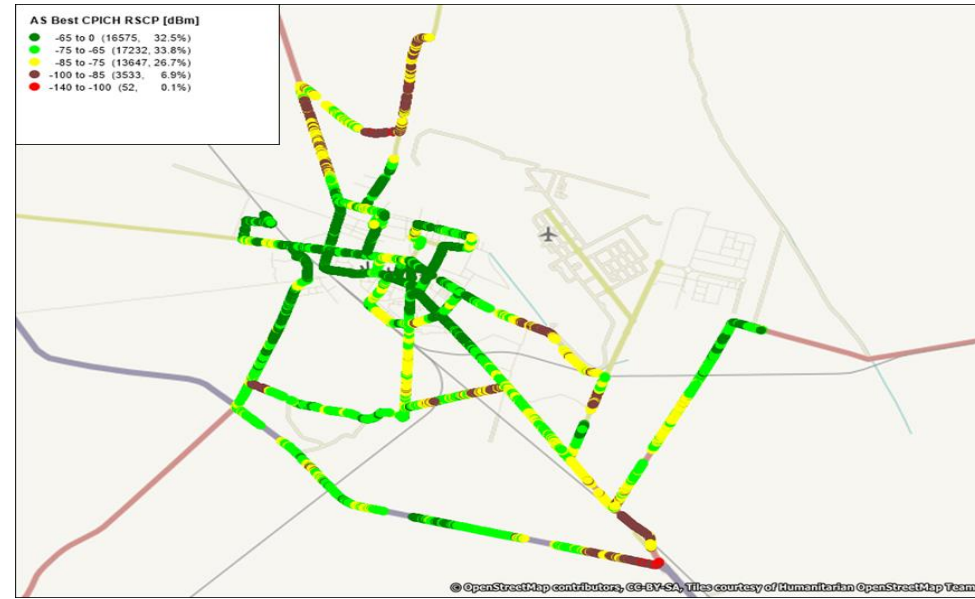 AS Best CPICH RSCP [dBm]
-65 to 0 (16575, 32.5%)
-75 to -65 (17232, 33.8%)
-85 to -75 (13647, 26.7%)
-100 to -85 (3533, 6.9%)
-140 to -100 (52, 0.1%)
© OpenStreetMap contributors, CC-BY-SA, Tiles courtesy of Humanitarian OpenStreetMap Team